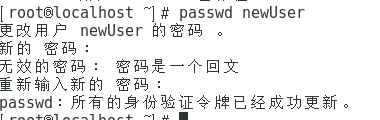 [root@localhost ~]# passwd newUser
更改用户 newUser 的密码 。
新的 密码：
无效的密码： 密码是一个回文
重新输入新的 密码：
passwd：所有的身份验证令牌已经成功更新。
[root@localhost ~]#